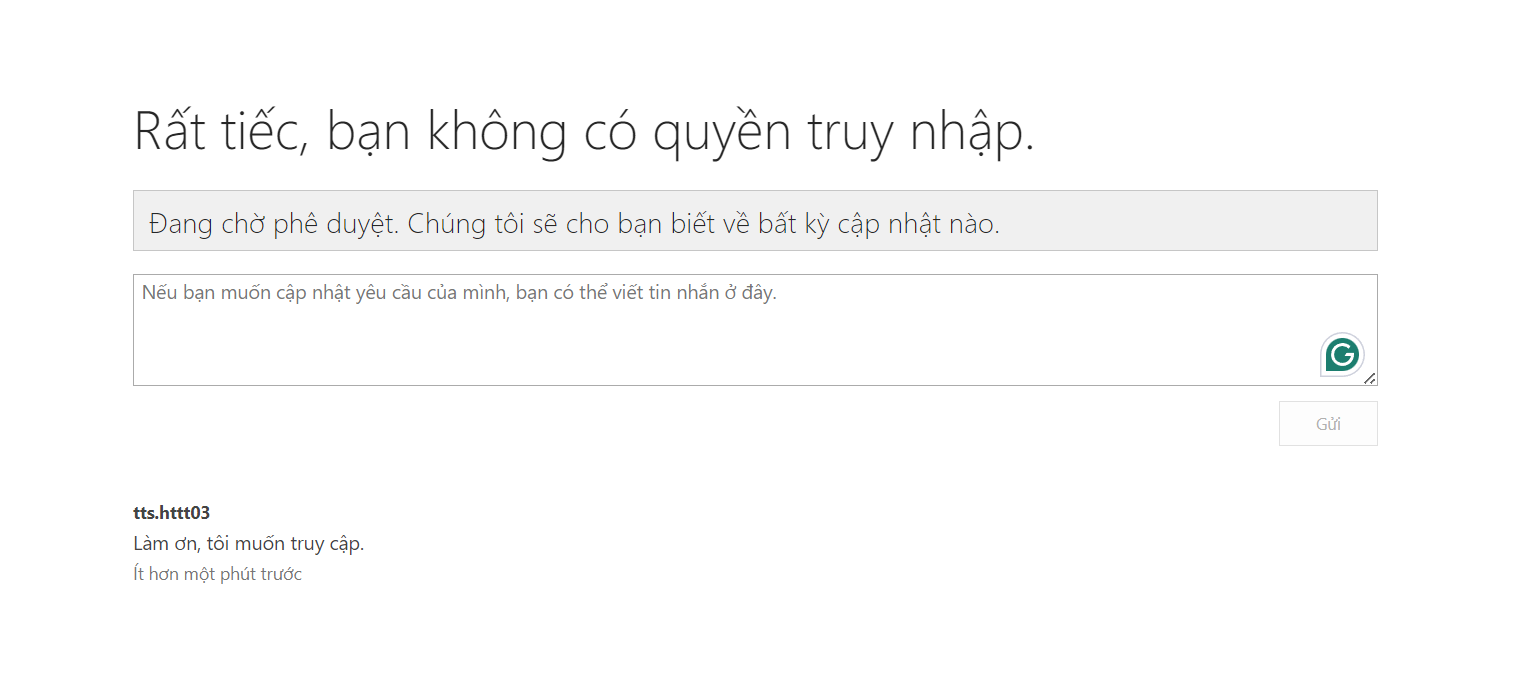 Rất tiếc, bạn không có quyền truy nhập.
Đang chờ phê duyệt. Chúng tôi sẽ cho bạn biết về bất kỳ cập nhật nào.
Nếu bạn muốn cập nhật yêu cầu của mình, bạn có thể viết tin nhắn ở đây.
Gửi
tts.httt03
Làm ơn, tôi muốn truy cập.
Ít hơn một phút trước